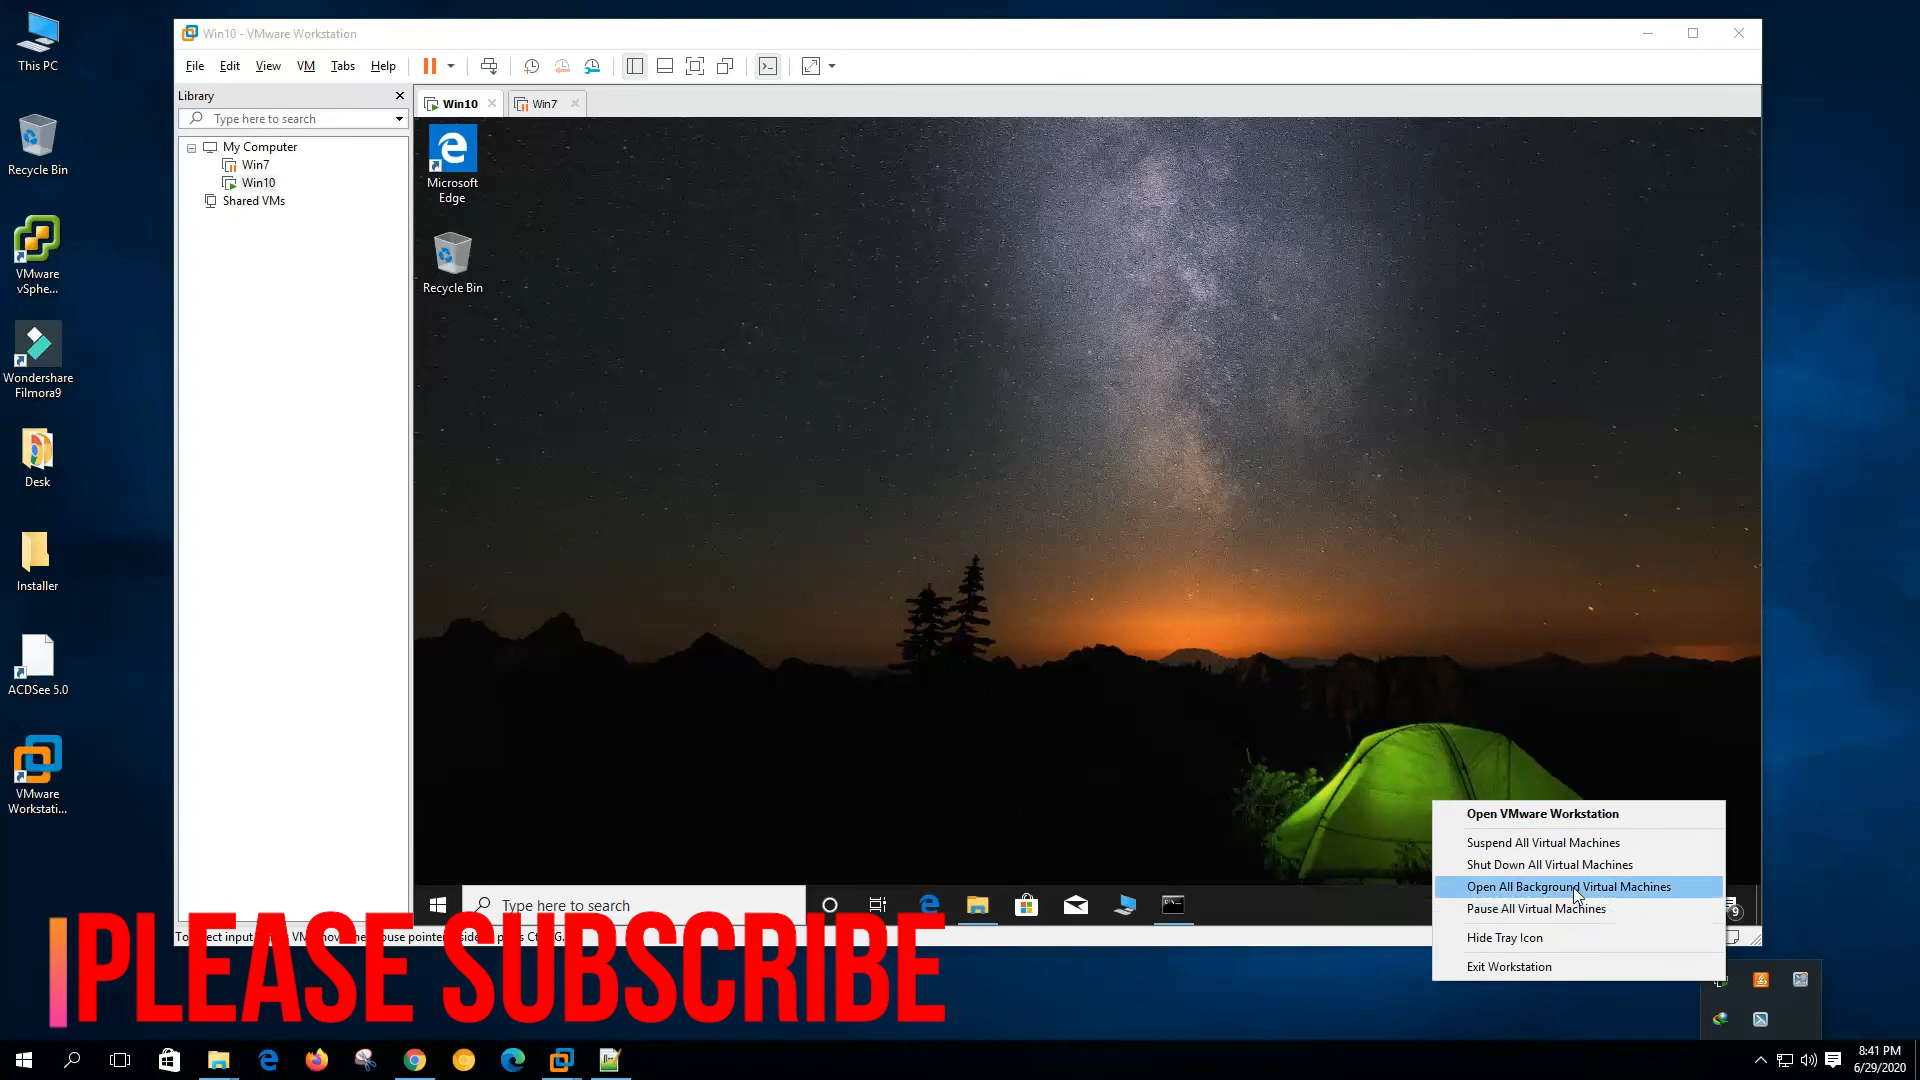 This PC
Recycle Bin
VMware
vSphe...
Wondershare
Filmora9
Desk
Installer
ACDSee 5.0
VMware
Workstati...
Win10 - VMware Workstation
File Edit View VM Tabs Help
Library
Type here to search
My Computer
Win7
Win10
Shared VMs
Win10 Win7
Microsoft
Edge
Recycle Bin
Open VMware Workstation
Suspend All Virtual Machines
Shut Down All Virtual Machines
Open All Background Virtual Machines
Pause All Virtual Machines
Hide Tray Icon
Exit Workstation
Type here to search
9
PLEASE SUBSCRIBE
8:41 PM
6/29/2020